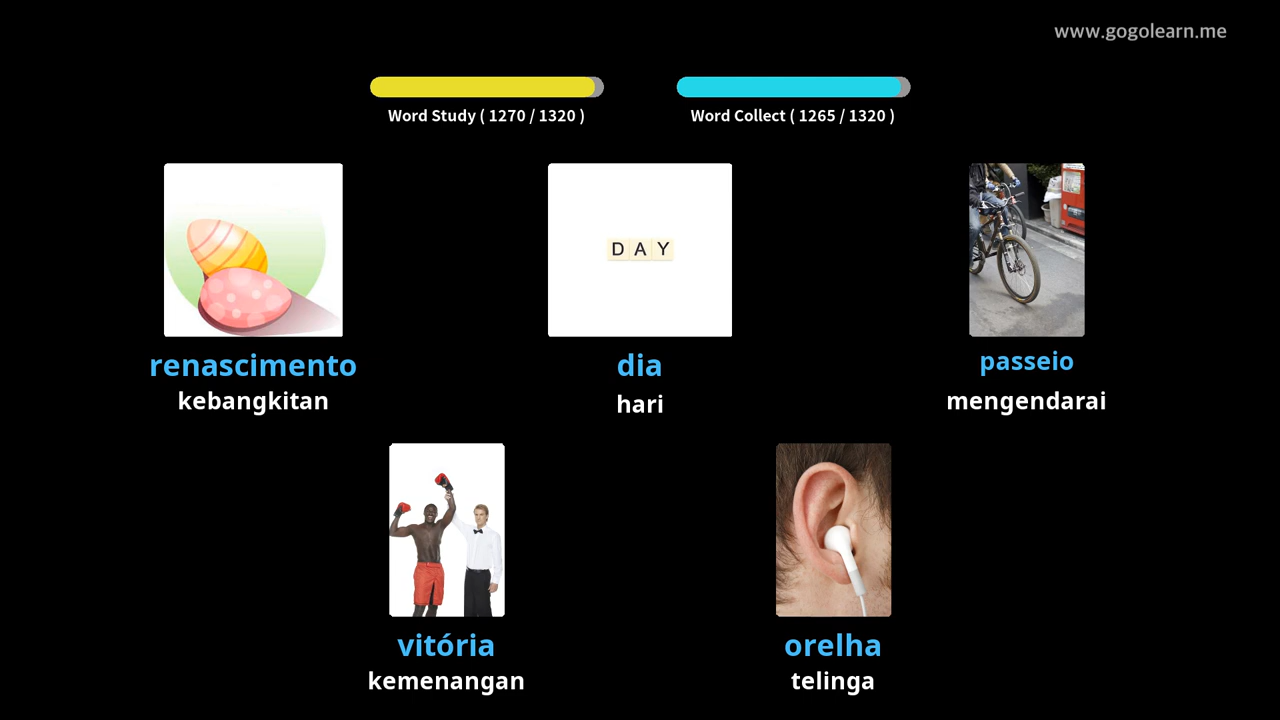 www.gogolearn.me
Word Study ( 1270 / 1320 )
Word Collect ( 1265 / 1320 )
DAY
renascimento
kebangkitan
dia
hari
passeio
mengendarai
vitória
kemenangan
orelha
telinga